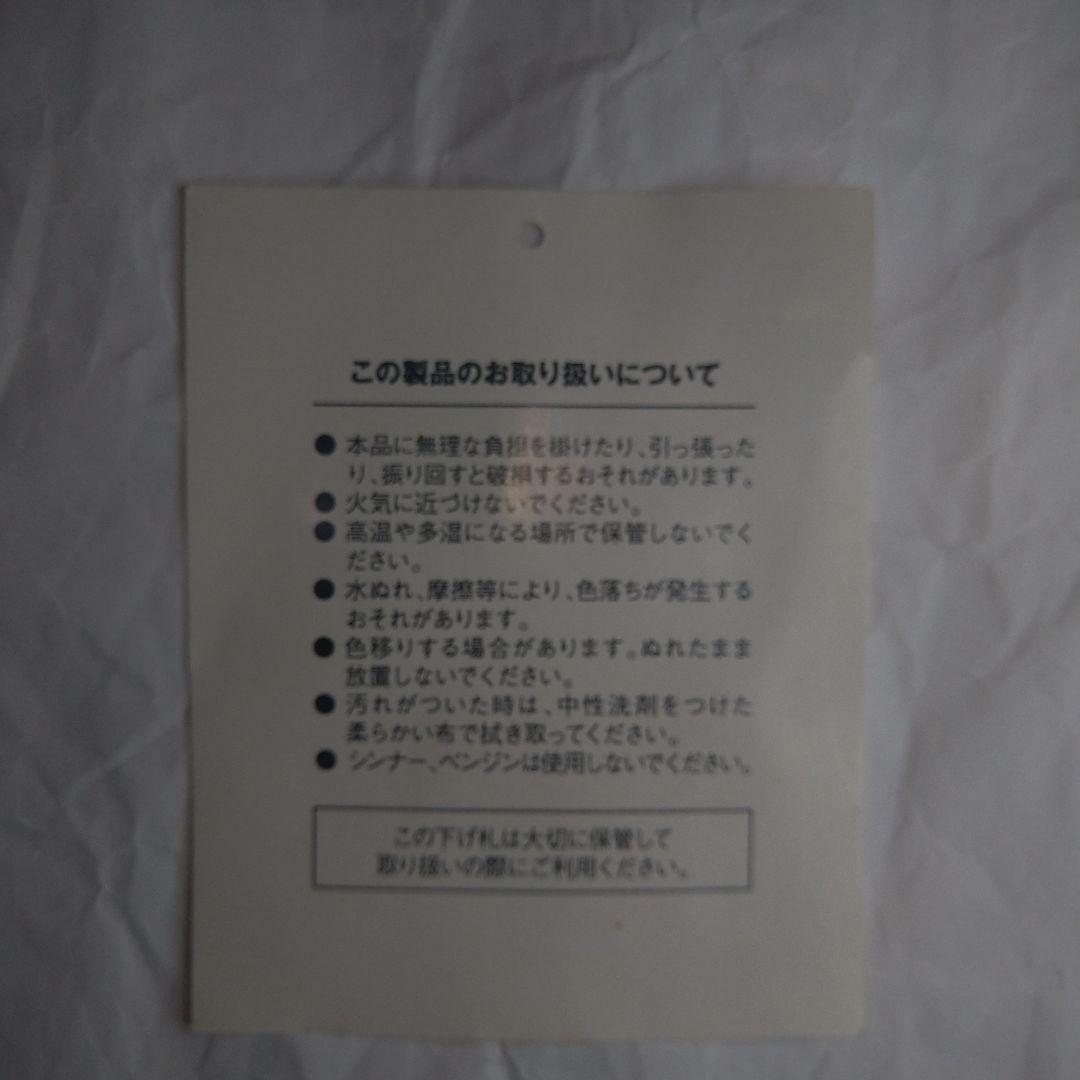 この製品のお取り扱いについて
● 本品に無理な負担を掛けたり、引っ張った
り、振り回すと破損するおそれがあります。
● 火気に近づけないでください。
● 高温や多湿になる場所で保管しないでく
ださい。
● 水ぬれ、摩擦等により、色落ちが発生する
おそれがあります。
● 色移りする場合があります。ぬれたまま
放置しないでください。
● 汚れがついた時は、中性洗剤をつけた
柔らかい布で拭き取ってください。
● シンナー、ベンジンは使用しないでください。
この下げ札は大切に保管して
取り扱いの際にご利用ください。